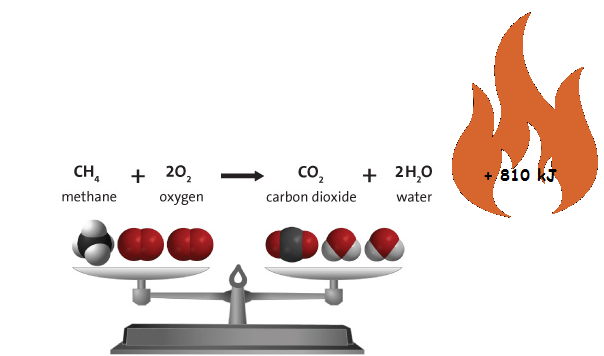 CH₄ + 2O₂ → CO₂ + 2H₂O + 810 kJ
methane oxygen carbon dioxide water